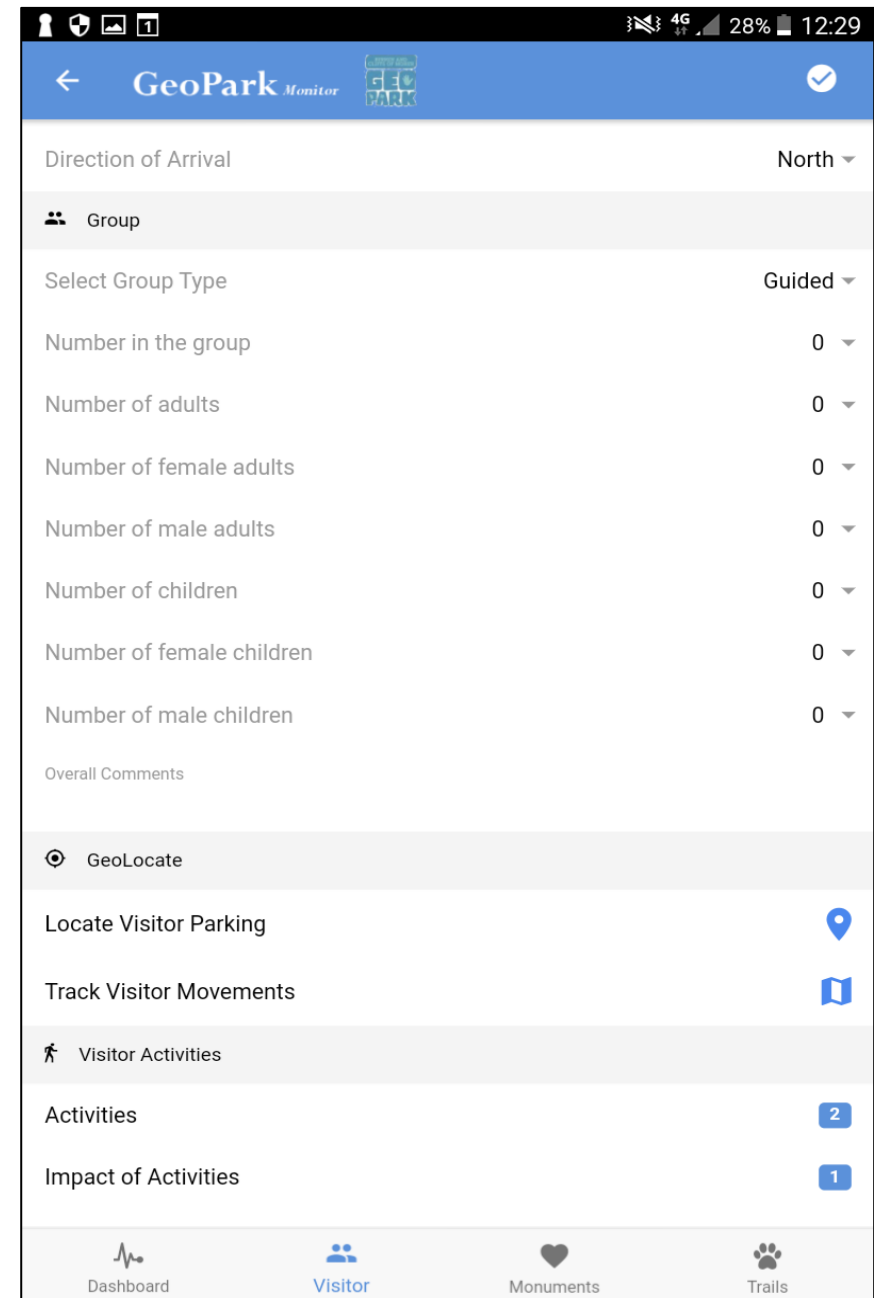 1 4G 28% 12:29
GeoPark Monitor GEO PARK
Direction of Arrival North
Group
Select Group Type Guided
Number in the group 0
Number of adults 0
Number of female adults 0
Number of male adults 0
Number of children 0
Number of female children 0
Number of male children 0
Overall Comments
GeoLocate
Locate Visitor Parking
Track Visitor Movements
Visitor Activities
Activities 2
Impact of Activities 1
Dashboard Visitor Monuments Trails